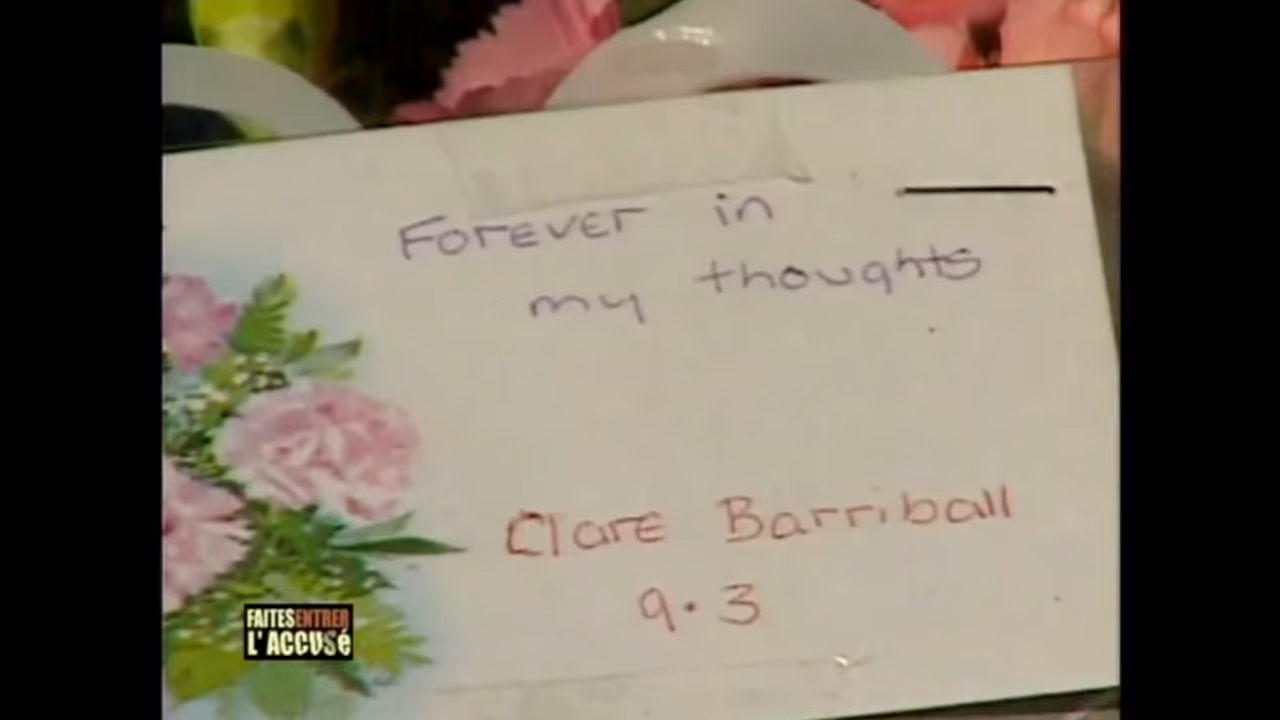 Forever in
my thoughts
Clare Barriball
9.3
FAITES ENTRER
L'ACCUSÉ